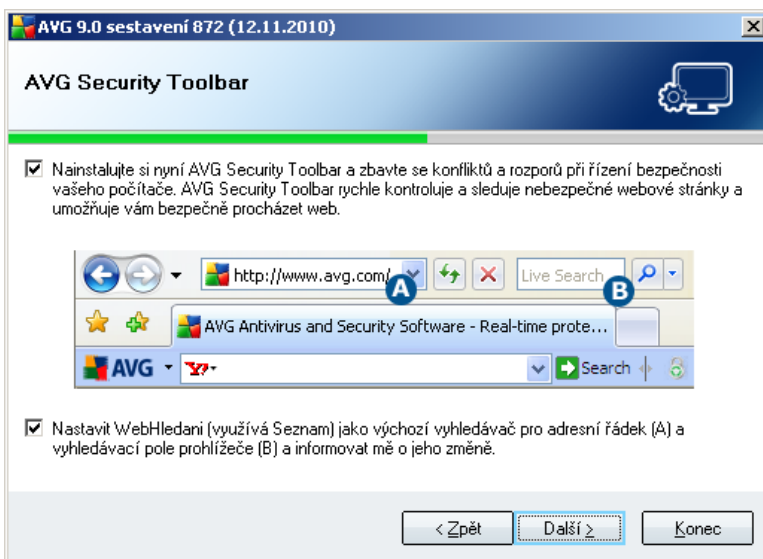 AVG 9.0 sestavení 872 (12.11.2010)
AVG Security Toolbar
Nainstalujte si nyní AVG Security Toolbar a zbavte se konfliktů a rozporů při řízení bezpečnosti
vašeho počítače. AVG Security Toolbar rychle kontroluje a sleduje nebezpečné webové stránky a
umožňuje vám bezpečně procházet web.
http://www.avg.com/ A Live Search B
AVG Antivirus and Security Software - Real-time prote...
AVG Y! Search
Nastavit WebHledani (využívá Seznam) jako výchozí vyhledávač pro adresní řádek (A) a
vyhledávací pole prohlížeče (B) a informovat mě o jeho změně.
< Zpět Další > Konec